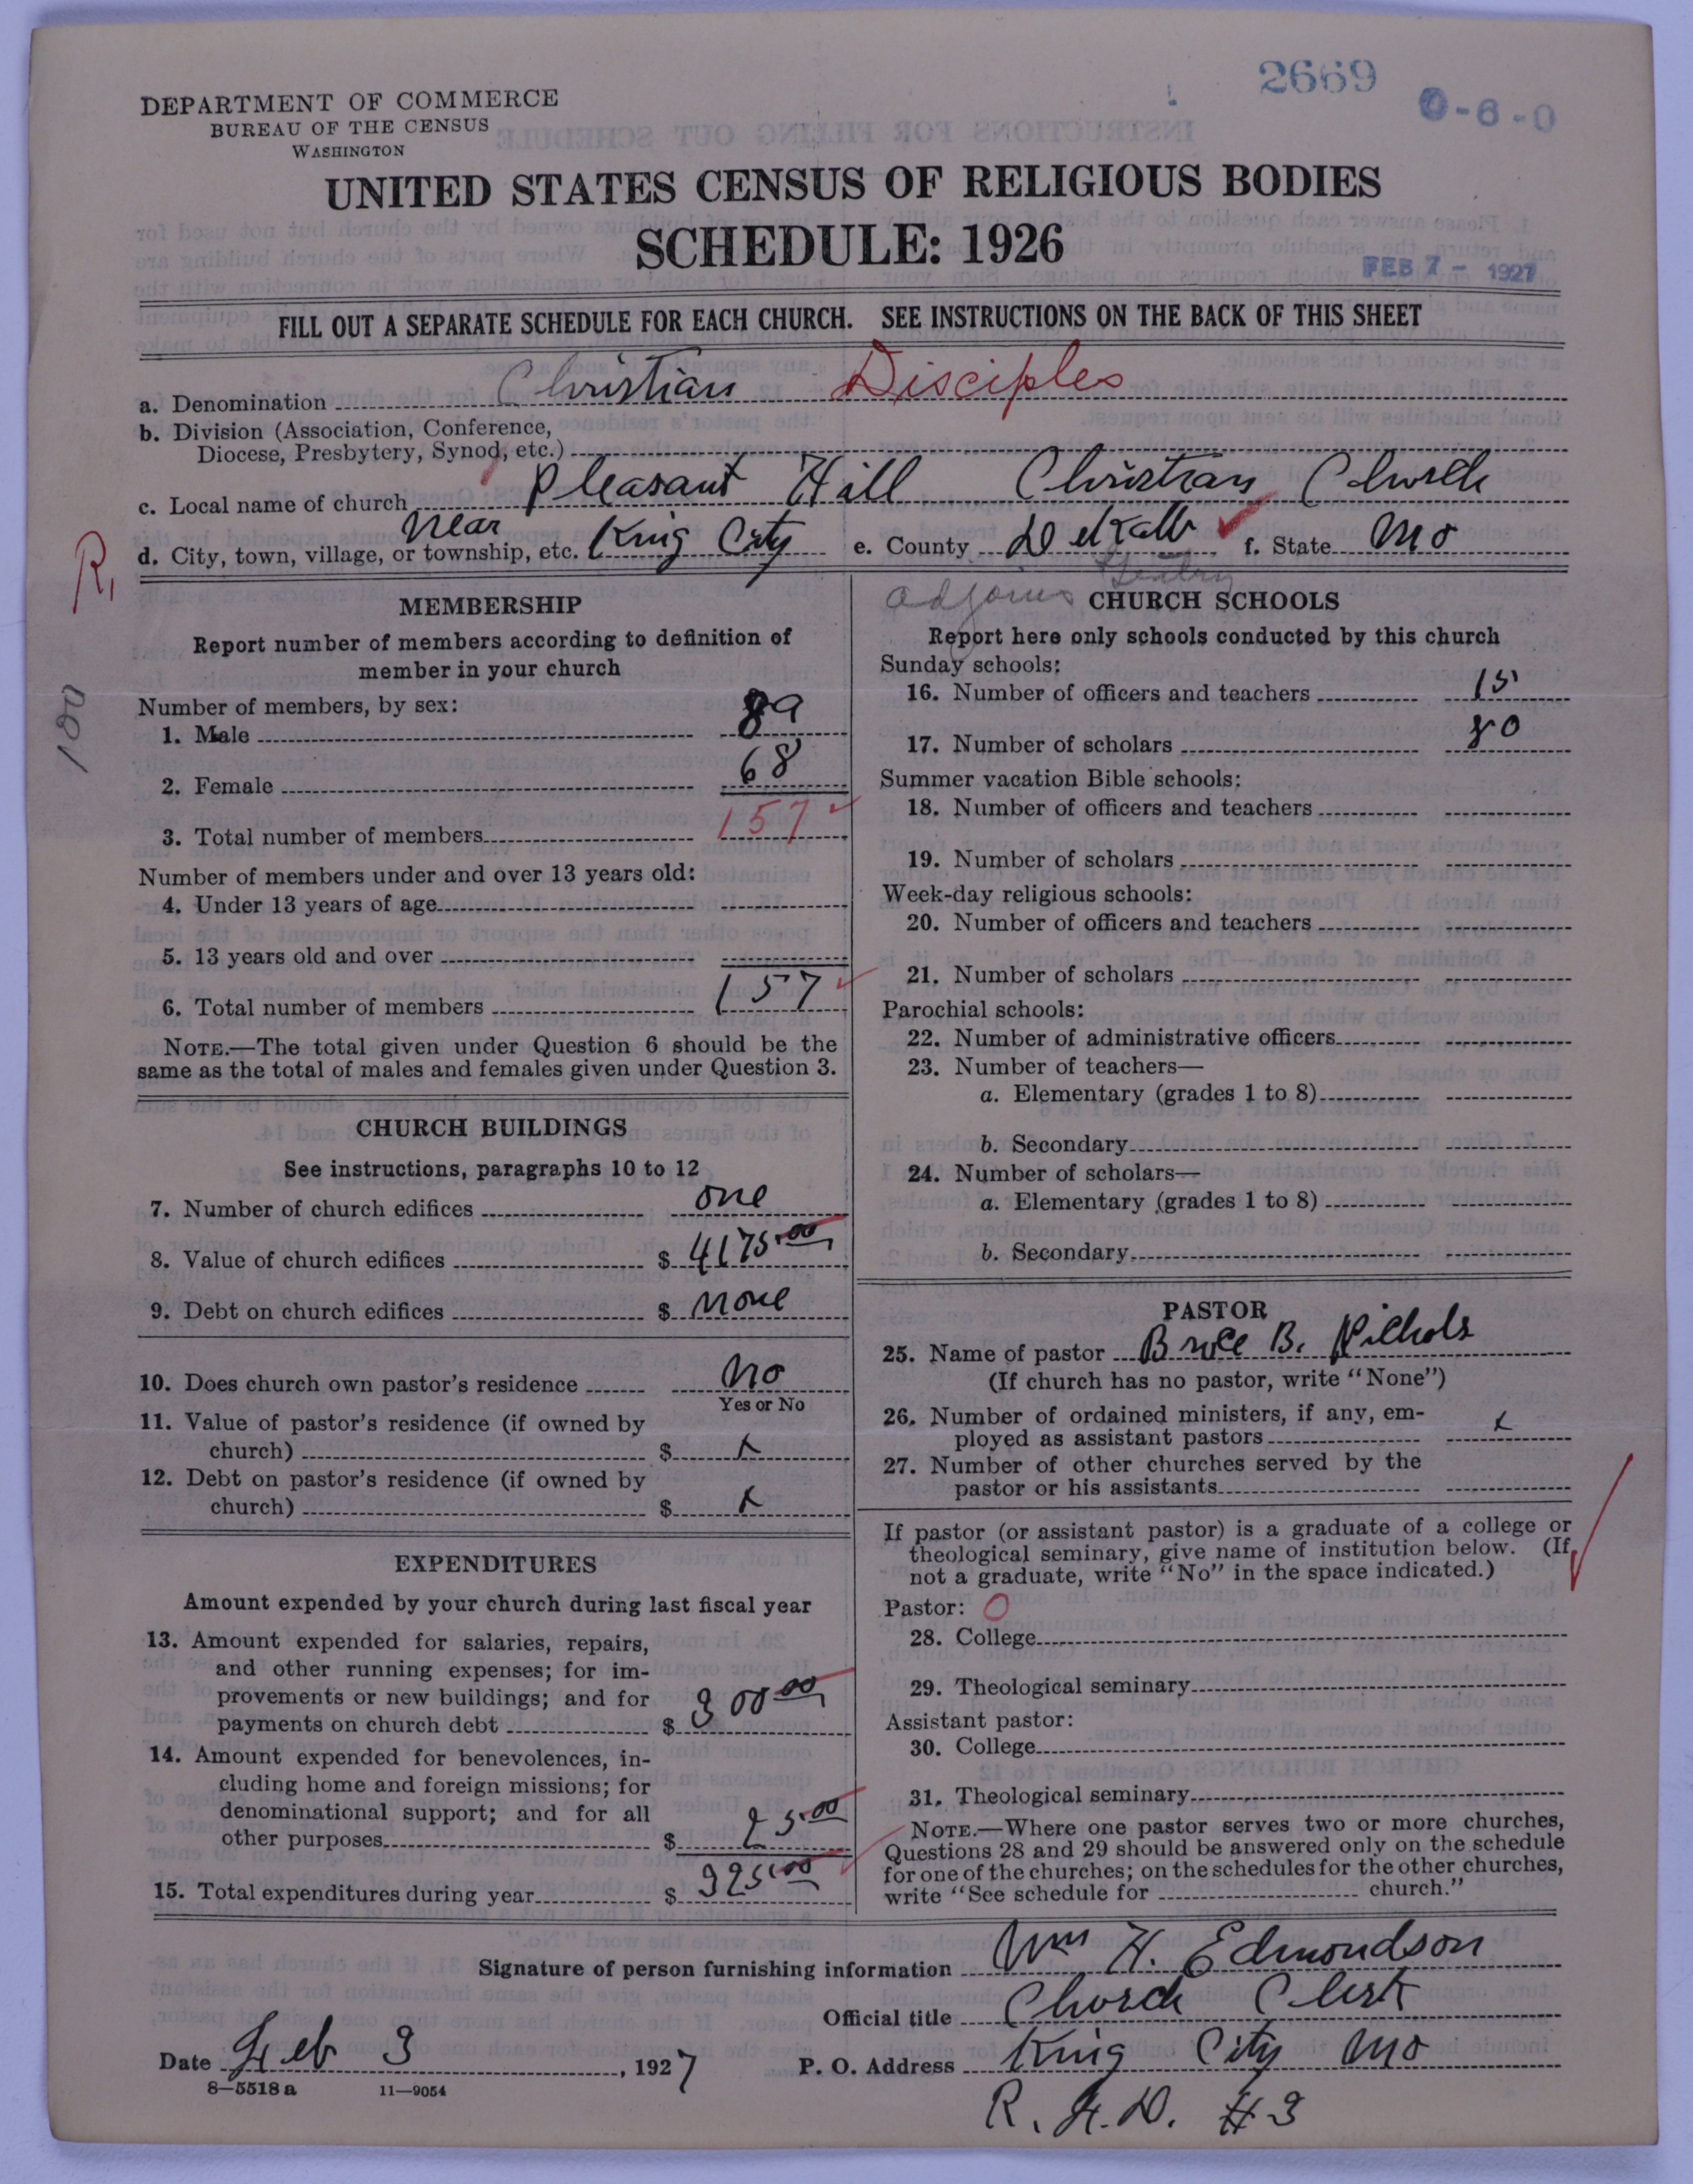 2669
0-6-0
DEPARTMENT OF COMMERCE
BUREAU OF THE CENSUS
WASHINGTON
UNITED STATES CENSUS OF RELIGIOUS BODIES
SCHEDULE: 1926
FEB 7 - 1927
FILL OUT A SEPARATE SCHEDULE FOR EACH CHURCH. SEE INSTRUCTIONS ON THE BACK OF THIS SHEET
a. Denomination Christian Disciples
b. Division (Association, Conference,
Diocese, Presbytery, Synod, etc.)
c. Local name of church Pleasant Hill Christian Church
d. City, town, village, or township, etc. near King City e. County DeKalb f. State Mo
R,
adjoins Gentry
100
MEMBERSHIP
Report number of members according to definition of
member in your church
Number of members, by sex:
1. Male 89
2. Female 68
3. Total number of members 157
Number of members under and over 13 years old:
4. Under 13 years of age
5. 13 years old and over
6. Total number of members 157
NOTE.—The total given under Question 6 should be the
same as the total of males and females given under Question 3.
CHURCH BUILDINGS
See instructions, paragraphs 10 to 12
7. Number of church edifices one
8. Value of church edifices $ 4175.00
9. Debt on church edifices $ none
10. Does church own pastor's residence No
Yes or No
11. Value of pastor's residence (if owned by
church) $ x
12. Debt on pastor's residence (if owned by
church) $ x
EXPENDITURES
Amount expended by your church during last fiscal year
13. Amount expended for salaries, repairs,
and other running expenses; for im-
provements or new buildings; and for
payments on church debt $ 300 00
14. Amount expended for benevolences, in-
cluding home and foreign missions; for
denominational support; and for all
other purposes $ 25.00
15. Total expenditures during year $ 325.00
CHURCH SCHOOLS
Report here only schools conducted by this church
Sunday schools:
16. Number of officers and teachers 15
17. Number of scholars 80
Summer vacation Bible schools:
18. Number of officers and teachers
19. Number of scholars
Week-day religious schools:
20. Number of officers and teachers
21. Number of scholars
Parochial schools:
22. Number of administrative officers
23. Number of teachers—
a. Elementary (grades 1 to 8)
b. Secondary
24. Number of scholars—
a. Elementary (grades 1 to 8)
b. Secondary
PASTOR
25. Name of pastor Bruce B. Nichols
(If church has no pastor, write "None")
26. Number of ordained ministers, if any, em-
ployed as assistant pastors x
27. Number of other churches served by the
pastor or his assistants
If pastor (or assistant pastor) is a graduate of a college or
theological seminary, give name of institution below. (If
not a graduate, write "No" in the space indicated.)
Pastor: O
28. College
29. Theological seminary
Assistant pastor:
30. College
31. Theological seminary
NOTE.—Where one pastor serves two or more churches,
Questions 28 and 29 should be answered only on the schedule
for one of the churches; on the schedules for the other churches,
write "See schedule for church."
Signature of person furnishing information Wm H. Edmondson
Official title Church Clerk
Date Feb 3, 1927 P. O. Address King City Mo
8—5518 a 11—9054
R. F. D. #3